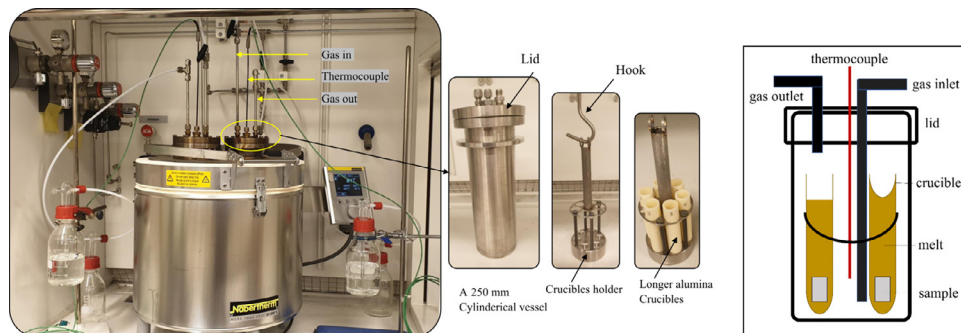 Gas in
Thermocouple
Gas out
Nabertherm
Lid
Hook
A 250 mm
Cylinderical vessel
Crucibles holder
Longer alumina
Crucibles
thermocouple
gas outlet
gas inlet
lid
crucible
melt
sample